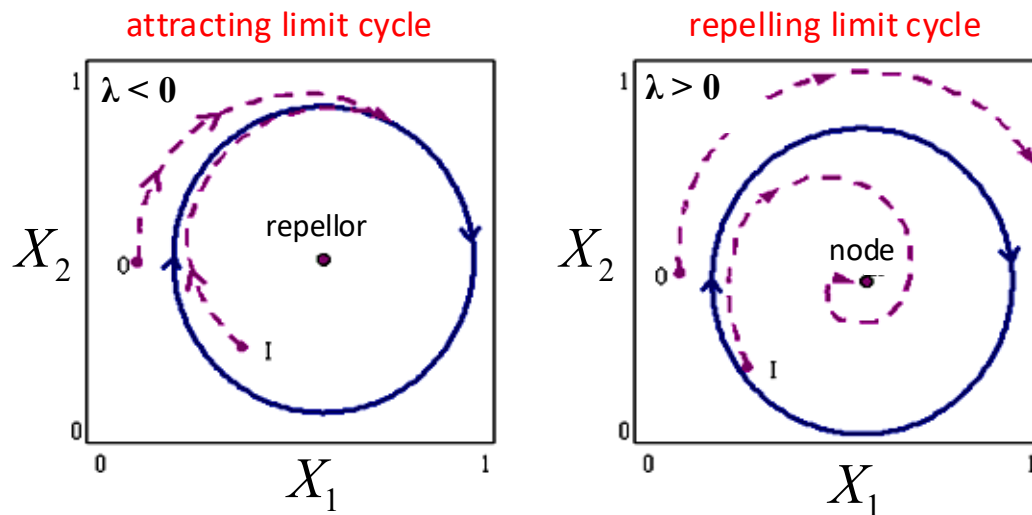 attracting limit cycle
1
λ < 0
repellor
X₂
0
I
0
0
1
X₁
repelling limit cycle
1
λ > 0
node
X₂
0
I
0
0
1
X₁